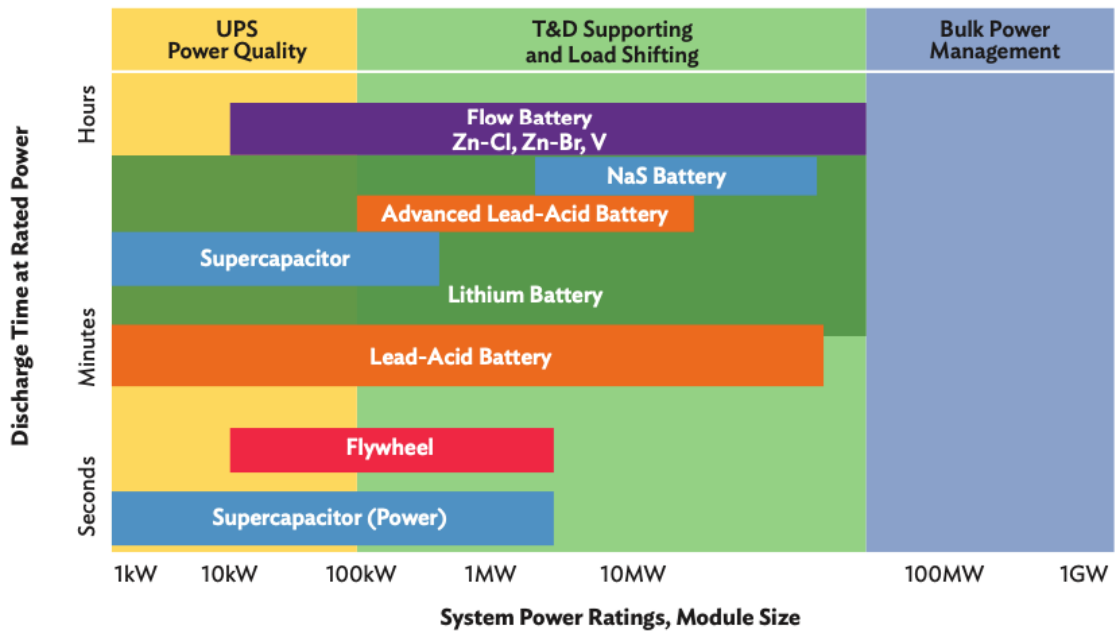 UPS
Power Quality
T&D Supporting
and Load Shifting
Bulk Power
Management
Discharge Time at Rated Power
Hours
Minutes
Seconds
Flow Battery
Zn-Cl, Zn-Br, V
NaS Battery
Advanced Lead-Acid Battery
Supercapacitor
Lithium Battery
Lead-Acid Battery
Flywheel
Supercapacitor (Power)
1kW 10kW 100kW 1MW 10MW 100MW 1GW
System Power Ratings, Module Size